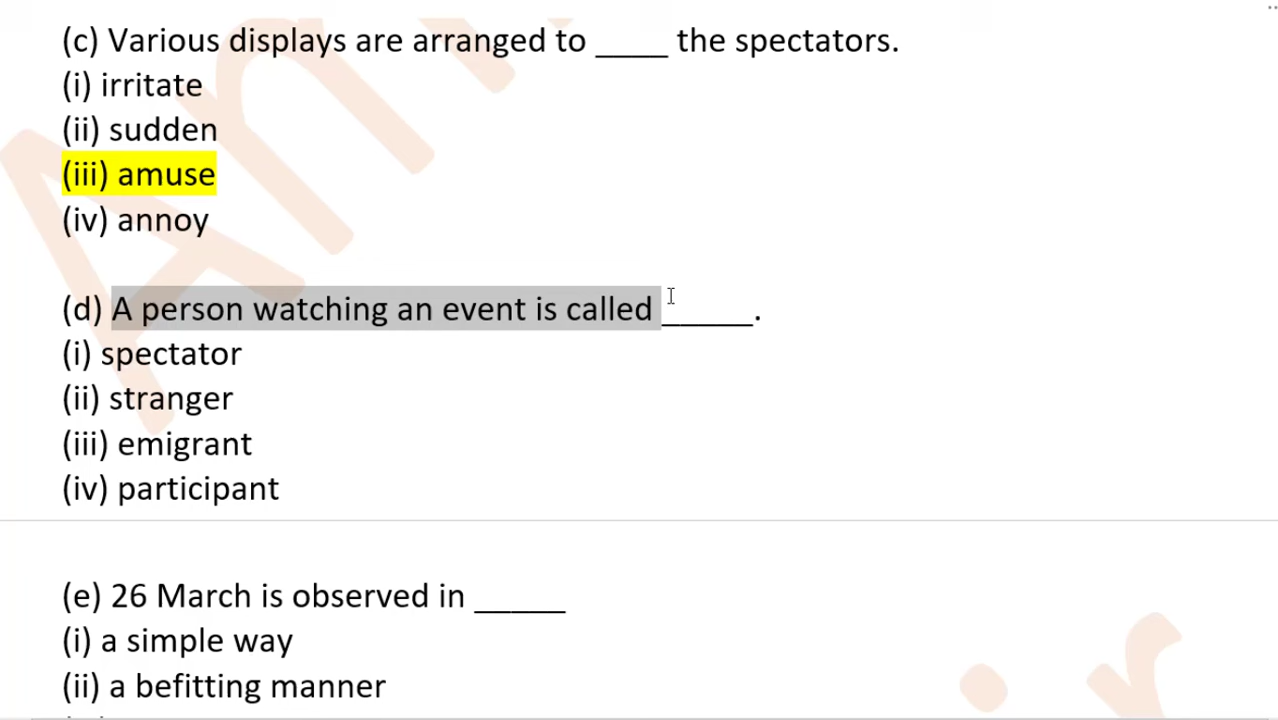 (c) Various displays are arranged to ____ the spectators.
(i) irritate
(ii) sudden
(iii) amuse
(iv) annoy
(d) A person watching an event is called _____.
(i) spectator
(ii) stranger
(iii) emigrant
(iv) participant
(e) 26 March is observed in _____
(i) a simple way
(ii) a befitting manner